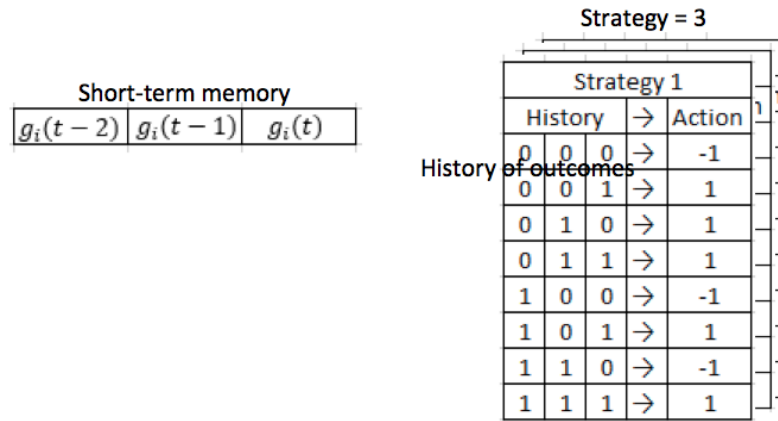 Strategy = 3
Short-term memory
gᵢ(t − 2) gᵢ(t − 1) gᵢ(t)
Strategy 1
History → Action
0 0 0 → -1
History of outcomes
0 0 1 → 1
0 1 0 → 1
0 1 1 → 1
1 0 0 → -1
1 0 1 → 1
1 1 0 → -1
1 1 1 → 1